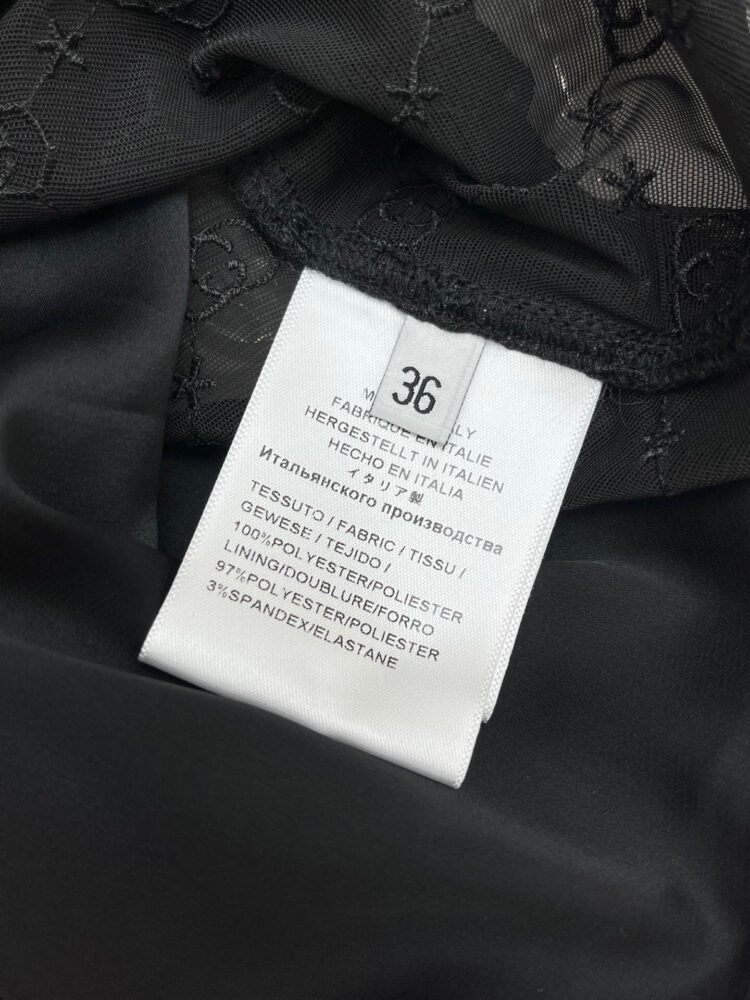 36
FABRIQUE EN ITALIE
HERGESTELLT IN ITALIEN
HECHO EN ITALIA
イタリア製
Итальянского производства
TESSUTO / FABRIC / TISSU /
GEWESE / TEJIDO /
100%POLYESTER/POLIESTER
LINING/DOUBLURE/FORRO
97%POLYESTER/POLIESTER
3%SPANDEX/ELASTANE